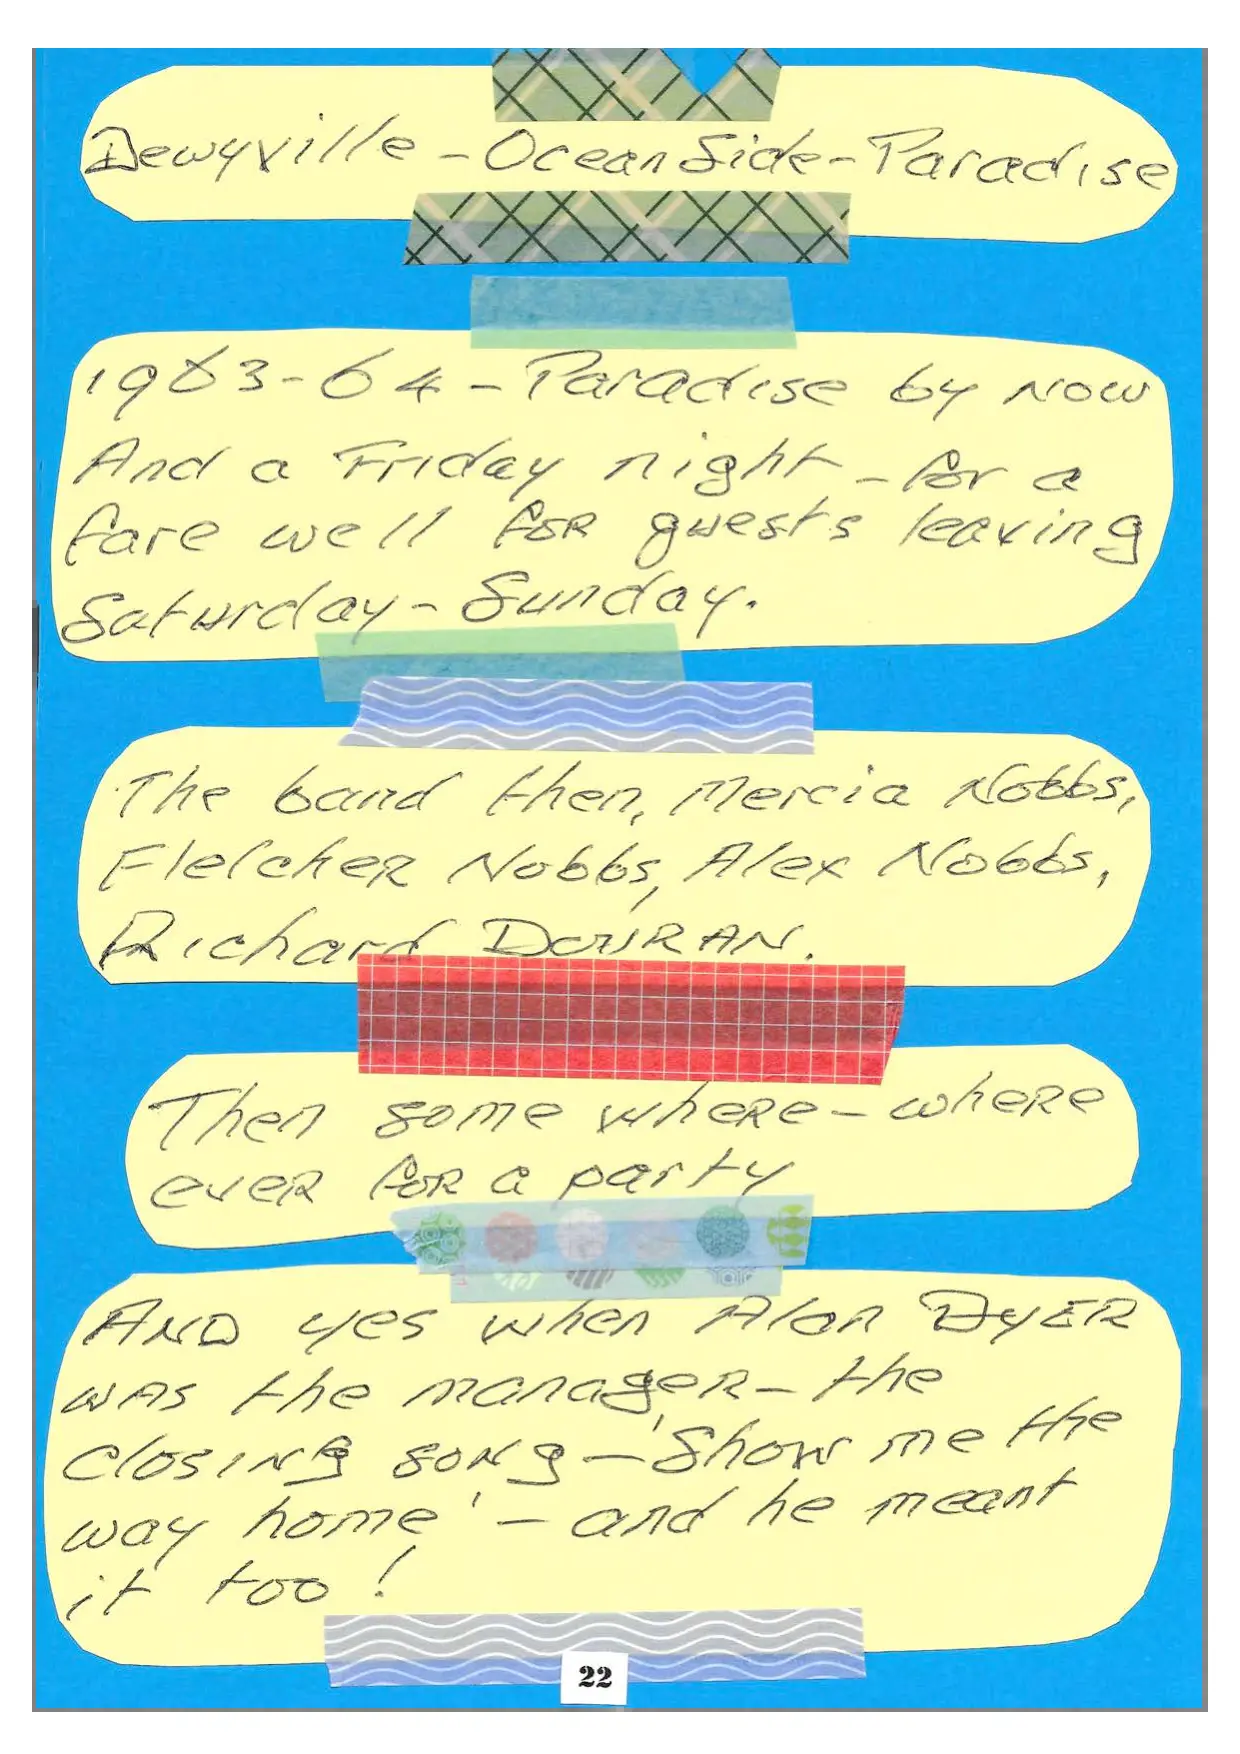 Dewyville - Ocean Side - Paradise
1963-64 - Paradise by now
And a Friday night - for a
fare well for guests leaving
Saturday - Sunday.
The band then, Mercia Nobbs,
Fletcher Nobbs, Alex Nobbs,
Richard DOURAN.
Then some where - where
ever for a party
AND yes when Alan DyER
was the manager - the
closing song - 'Show me the
way home' - and he meant
it too!
22